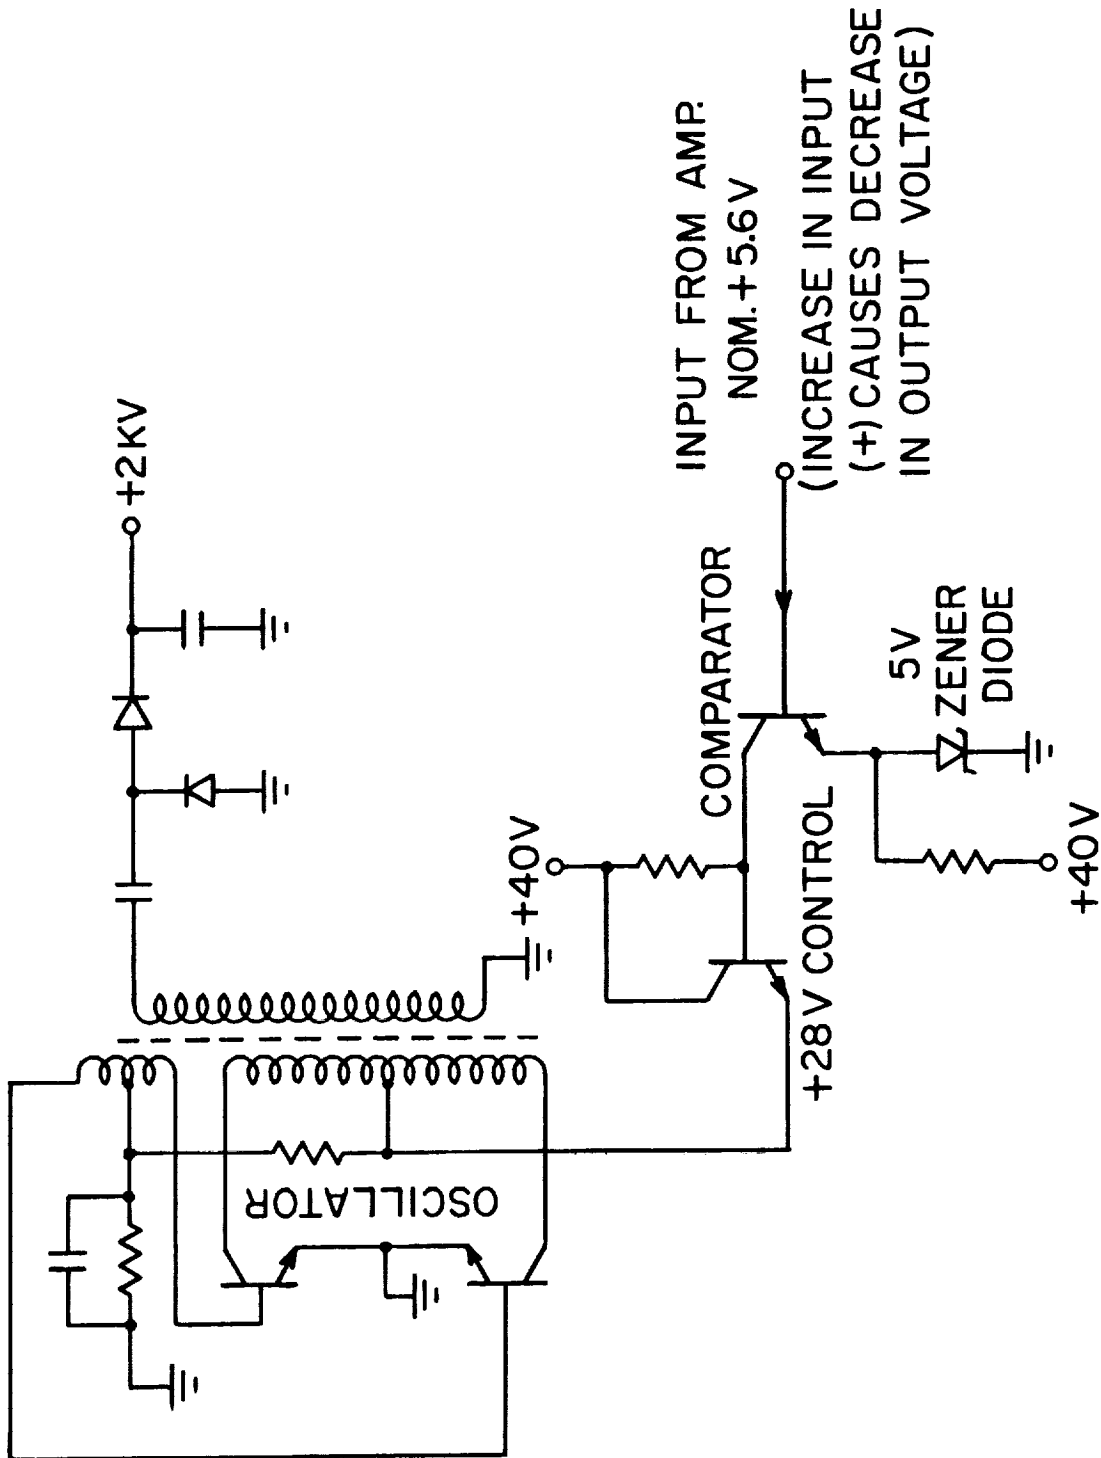 +2KV
OSCILLATOR
+40V
+28V CONTROL
COMPARATOR
INPUT FROM AMP.
NOM.+5.6V
(INCREASE IN INPUT
(+) CAUSES DECREASE
IN OUTPUT VOLTAGE)
5V
ZENER
DIODE
+40V